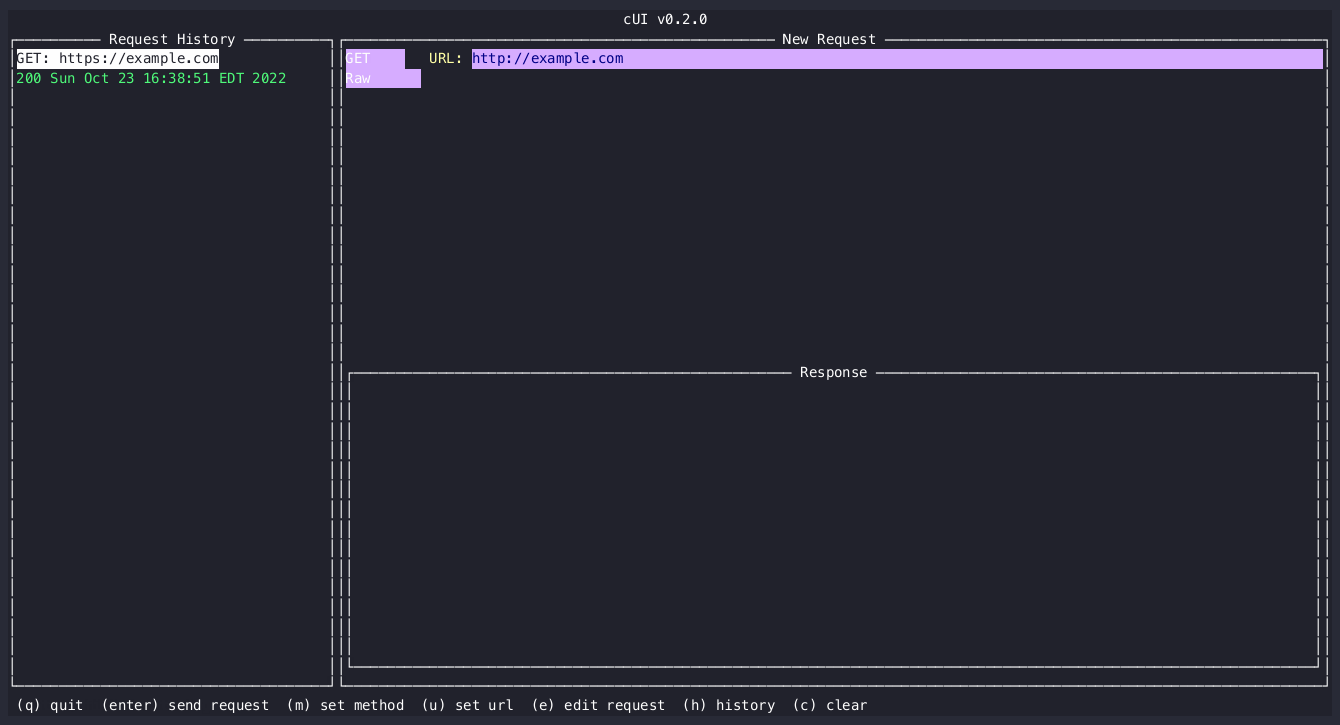 cUI v0.2.0
Request History
GET: https://example.com
200 Sun Oct 23 16:38:51 EDT 2022
New Request
GET URL: http://example.com
Raw
Response
(q) quit (enter) send request (m) set method (u) set url (e) edit request (h) history (c) clear